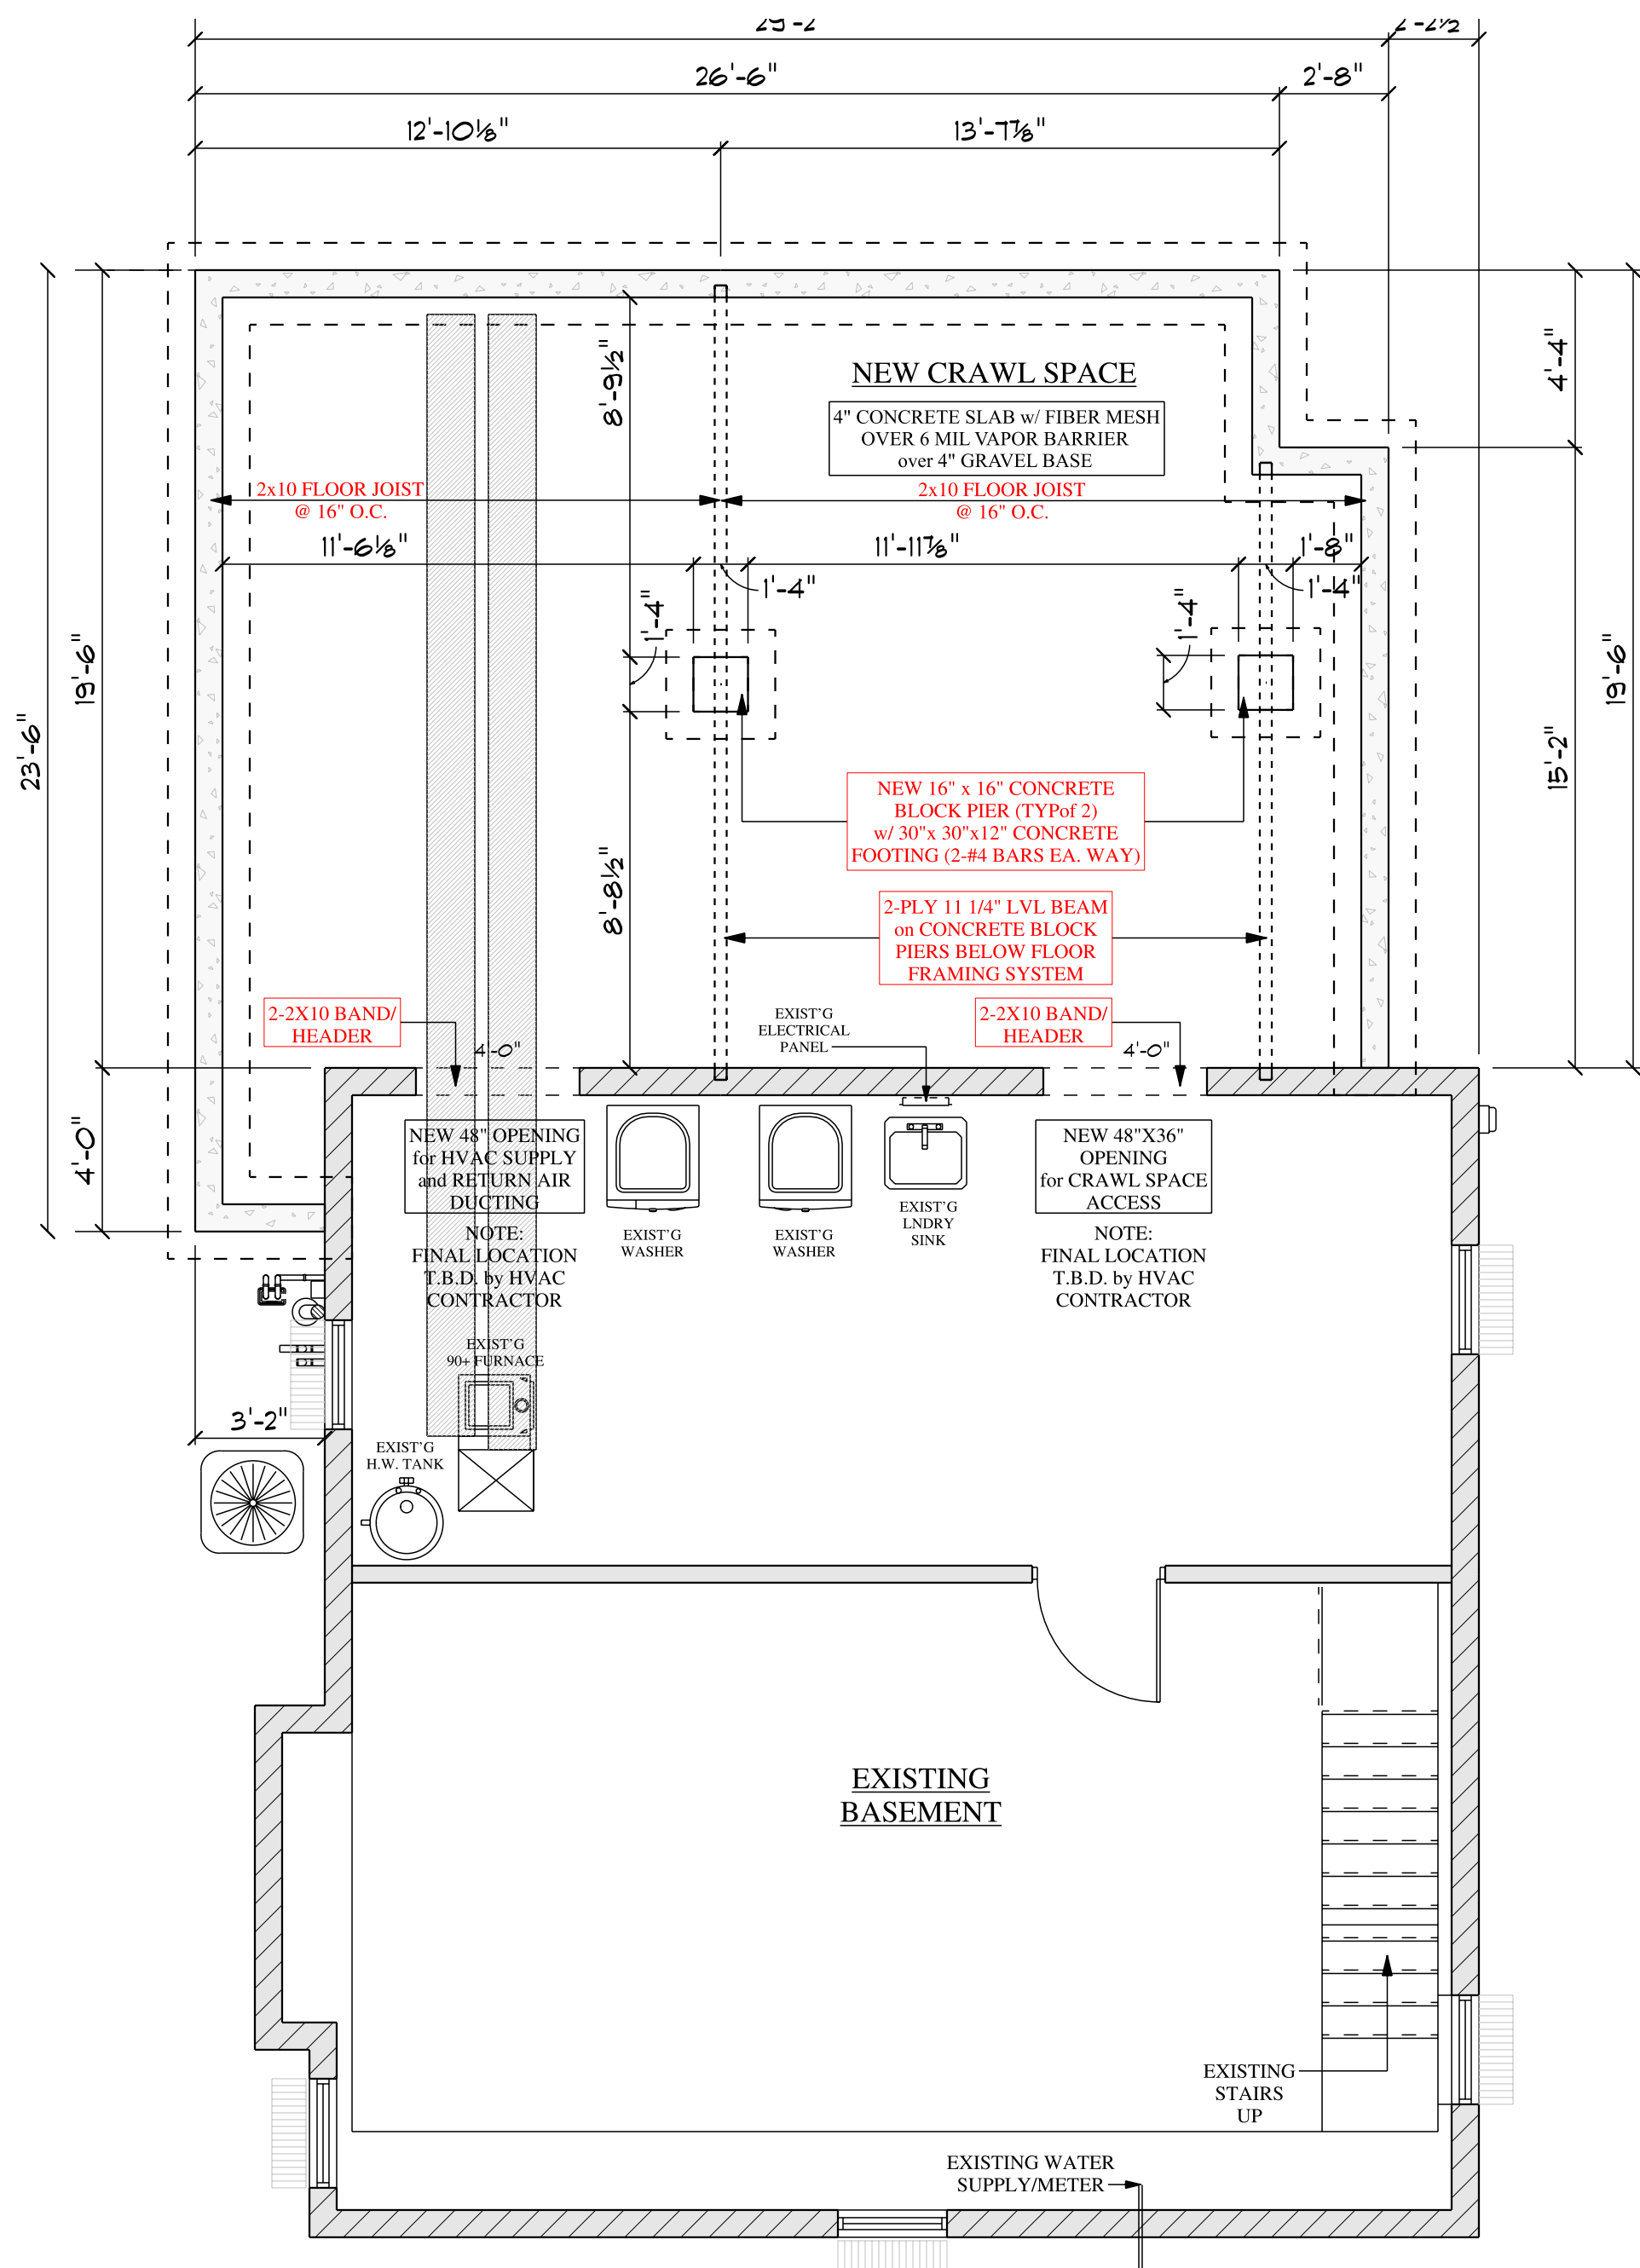 29'-2
2'-2½
26'-6"
2'-8"
12'-10⅛"
13'-7⅞"
NEW CRAWL SPACE
4" CONCRETE SLAB w/ FIBER MESH
OVER 6 MIL VAPOR BARRIER
over 4" GRAVEL BASE
8'-9½"
4'-4"
2x10 FLOOR JOIST
@ 16" O.C.
2x10 FLOOR JOIST
@ 16" O.C.
11'-6⅛"
11'-11⅞"
1'-8"
1'-4"
1'-4"
1'-4"
1'-4"
19'-6"
23'-6"
15'-2"
19'-6"
NEW 16" x 16" CONCRETE
BLOCK PIER (TYPof 2)
w/ 30"x 30"x12" CONCRETE
FOOTING (2-#4 BARS EA. WAY)
8'-8½"
2-PLY 11 1/4" LVL BEAM
on CONCRETE BLOCK
PIERS BELOW FLOOR
FRAMING SYSTEM
2-2X10 BAND/
HEADER
EXIST'G
ELECTRICAL
PANEL
2-2X10 BAND/
HEADER
4'-0"
4'-0"
4'-0"
NEW 48" OPENING
for HVAC SUPPLY
and RETURN AIR
DUCTING
NOTE:
FINAL LOCATION
T.B.D. by HVAC
CONTRACTOR
EXIST'G
WASHER
EXIST'G
WASHER
EXIST'G
LNDRY
SINK
NEW 48"X36"
OPENING
for CRAWL SPACE
ACCESS
NOTE:
FINAL LOCATION
T.B.D. by HVAC
CONTRACTOR
EXIST'G
90+ FURNACE
3'-2"
EXIST'G
H.W. TANK
EXISTING
BASEMENT
EXISTING
STAIRS
UP
EXISTING WATER
SUPPLY/METER